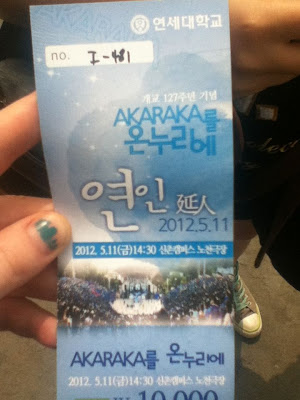 연세대학교
no. I-481
개교 127주년 기념
AKARAKA를
온누리에
연인 延人
2012.5.11
2012. 5.11(금)14:30 신촌캠퍼스 노천극장
AKARAKA를 온누리에
2012. 5.11(금)14:30 신촌캠퍼스 노천극장
₩ 10,000